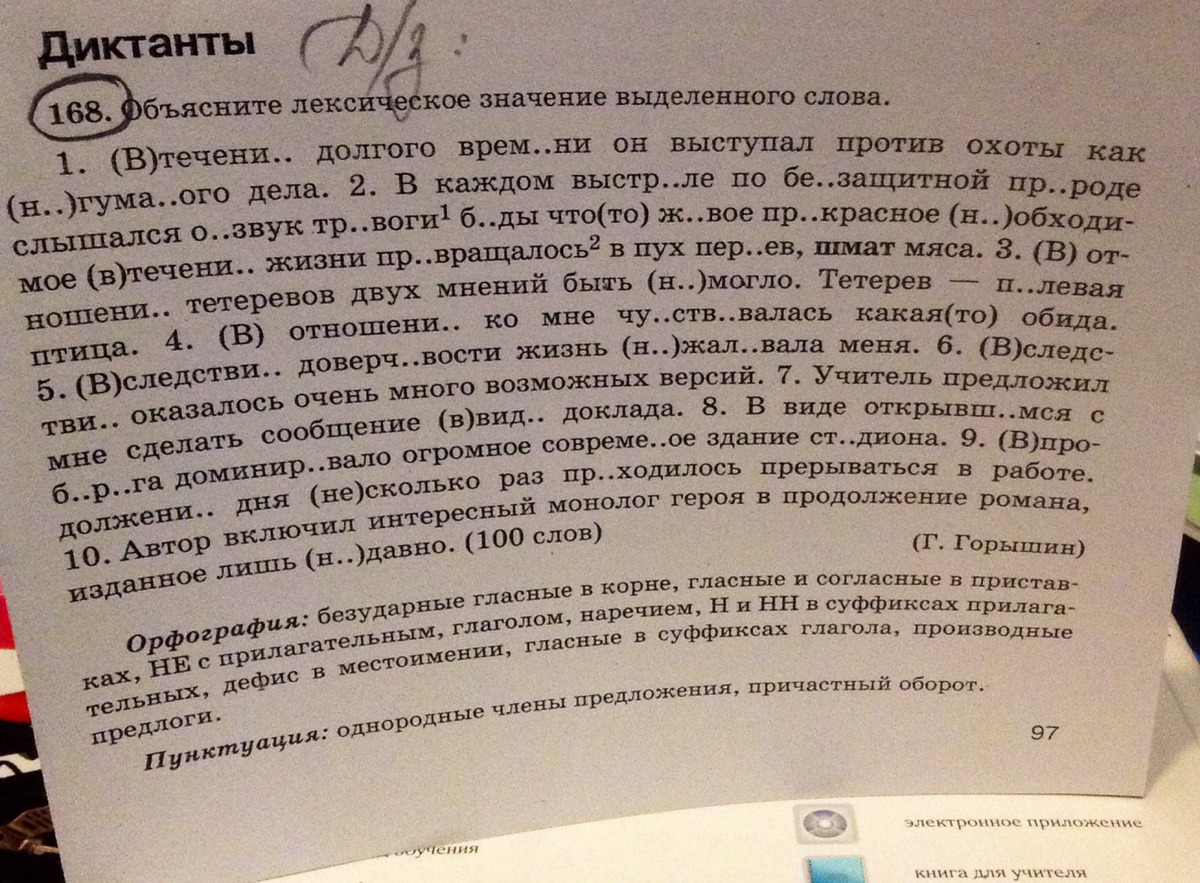 Диктанты Д/з:
168. Объясните лексическое значение выделенного слова.
1. (В)течени.. долгого врем..ни он выступал против охоты как
(н..)гума..ого дела. 2. В каждом выстр..ле по бе..защитной пр..роде
слышался о..звук тр..воги¹ б..ды что(то) ж..вое пр..красное (н..)обходи-
мое (в)течени.. жизни пр..вращалось² в пух пер..ев, шмат мяса. 3. (В) от-
ношени.. тетеревов двух мнений быть (н..)могло. Тетерев — п..левая
птица. 4. (В) отношени.. ко мне чу..ств..валась какая(то) обида.
5. (В)следстви.. доверч..вости жизнь (н..)жал..вала меня. 6. (В)следс-
тви.. оказалось очень много возможных версий. 7. Учитель предложил
мне сделать сообщение (в)вид.. доклада. 8. В виде открывш..мся с
б..р..га доминир..вало огромное совреме..ое здание ст..диона. 9. (В)про-
должени.. дня (не)сколько раз пр..ходилось прерываться в работе.
10. Автор включил интересный монолог героя в продолжение романа,
изданное лишь (н..)давно. (100 слов)
(Г. Горышин)
Орфография: безударные гласные в корне, гласные и согласные в пристав-
ках, НЕ с прилагательным, глаголом, наречием, Н и НН в суффиксах прилага-
тельных, дефис в местоимении, гласные в суффиксах глагола, производные
предлоги.
Пунктуация: однородные члены предложения, причастный оборот.
97
электронное приложение
обучения
книга для учителя